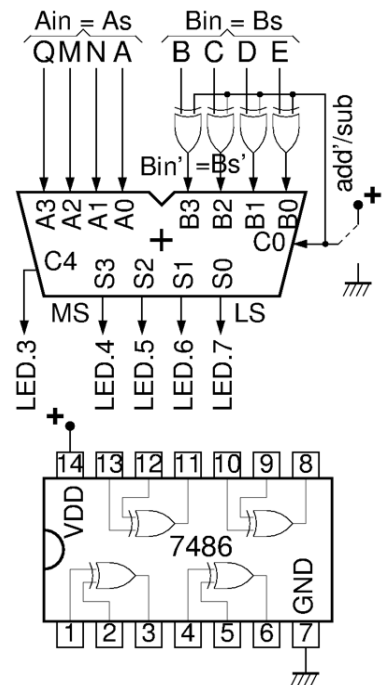 Ain = As Bin = Bs
Q M N A B C D E
add'/sub
Bin' =Bs'
+
A3 A2 A1 A0 B3 B2 B1 B0
+
C4 C0
S3 S2 S1 S0
MS LS
LED.3 LED.4 LED.5 LED.6 LED.7
+
14 13 12 11 10 9 8
VDD
7486
GND
1 2 3 4 5 6 7